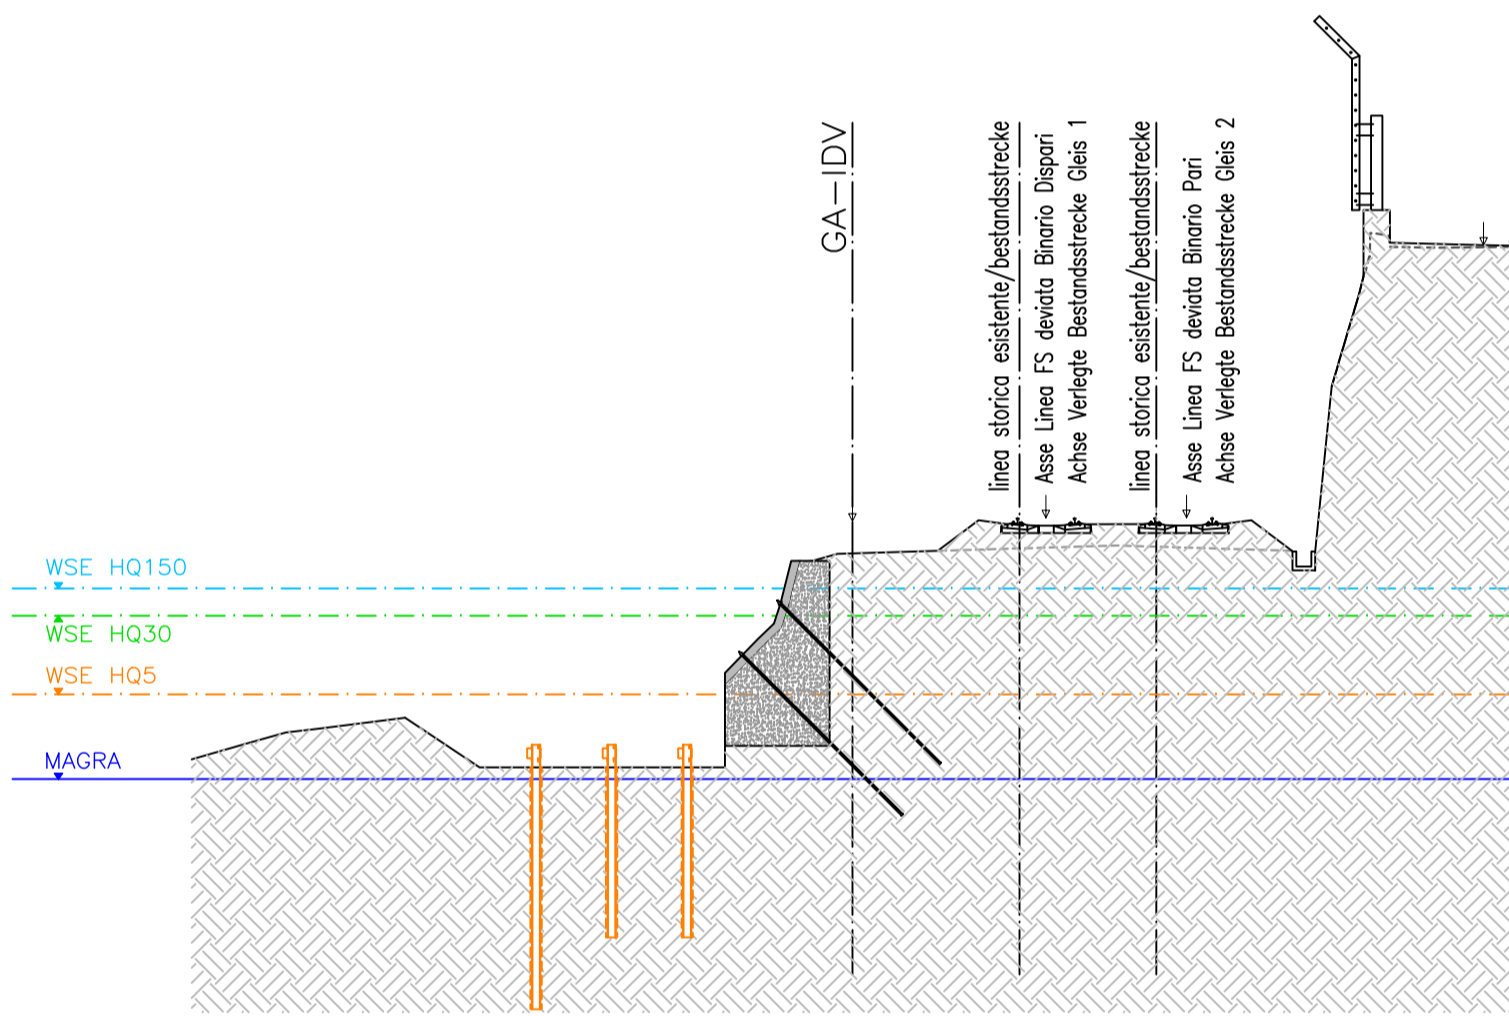 GA-IDV
linea storica esistente/bestandsstrecke
Asse Linea FS deviata Binario Dispari
Achse Verlegte Bestandsstrecke Gleis 1
linea storica esistente/bestandsstrecke
Asse Linea FS deviata Binario Pari
Achse Verlegte Bestandsstrecke Gleis 2
WSE HQ150
WSE HQ30
WSE HQ5
MAGRA